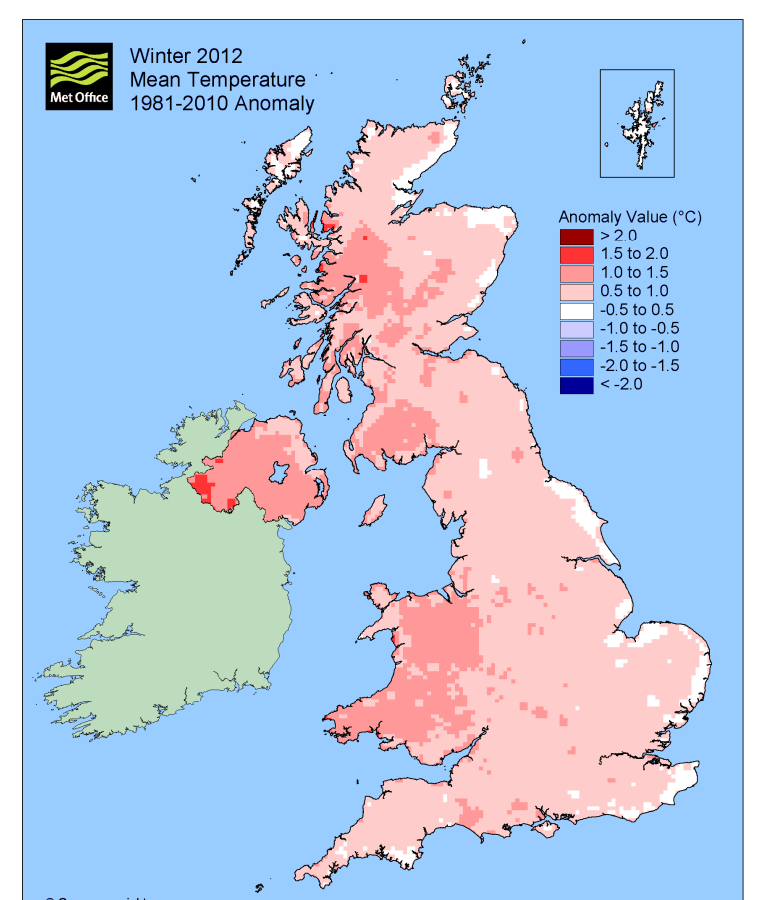 Winter 2012
Mean Temperature
1981-2010 Anomaly
Met Office
Anomaly Value (°C)
> 2.0
1.5 to 2.0
1.0 to 1.5
0.5 to 1.0
-0.5 to 0.5
-1.0 to -0.5
-1.5 to -1.0
-2.0 to -1.5
< -2.0